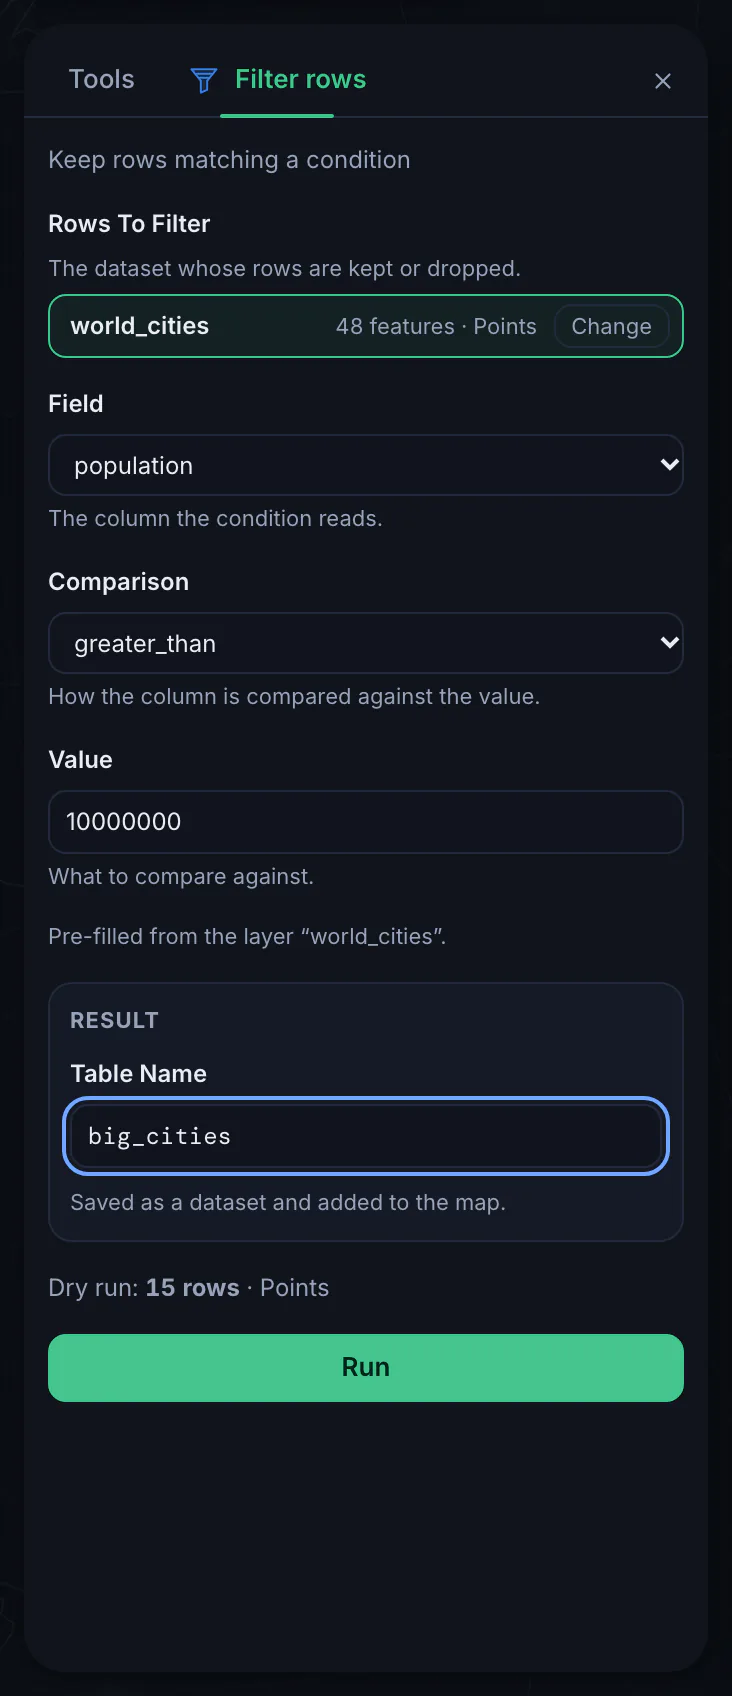 Tools
Filter rows
×
Keep rows matching a condition
Rows To Filter
The dataset whose rows are kept or dropped.
world_cities 48 features · Points Change
Field
population
The column the condition reads.
Comparison
greater_than
How the column is compared against the value.
Value
10000000
What to compare against.
Pre-filled from the layer “world_cities”.
RESULT
Table Name
big_cities
Saved as a dataset and added to the map.
Dry run: 15 rows · Points
Run